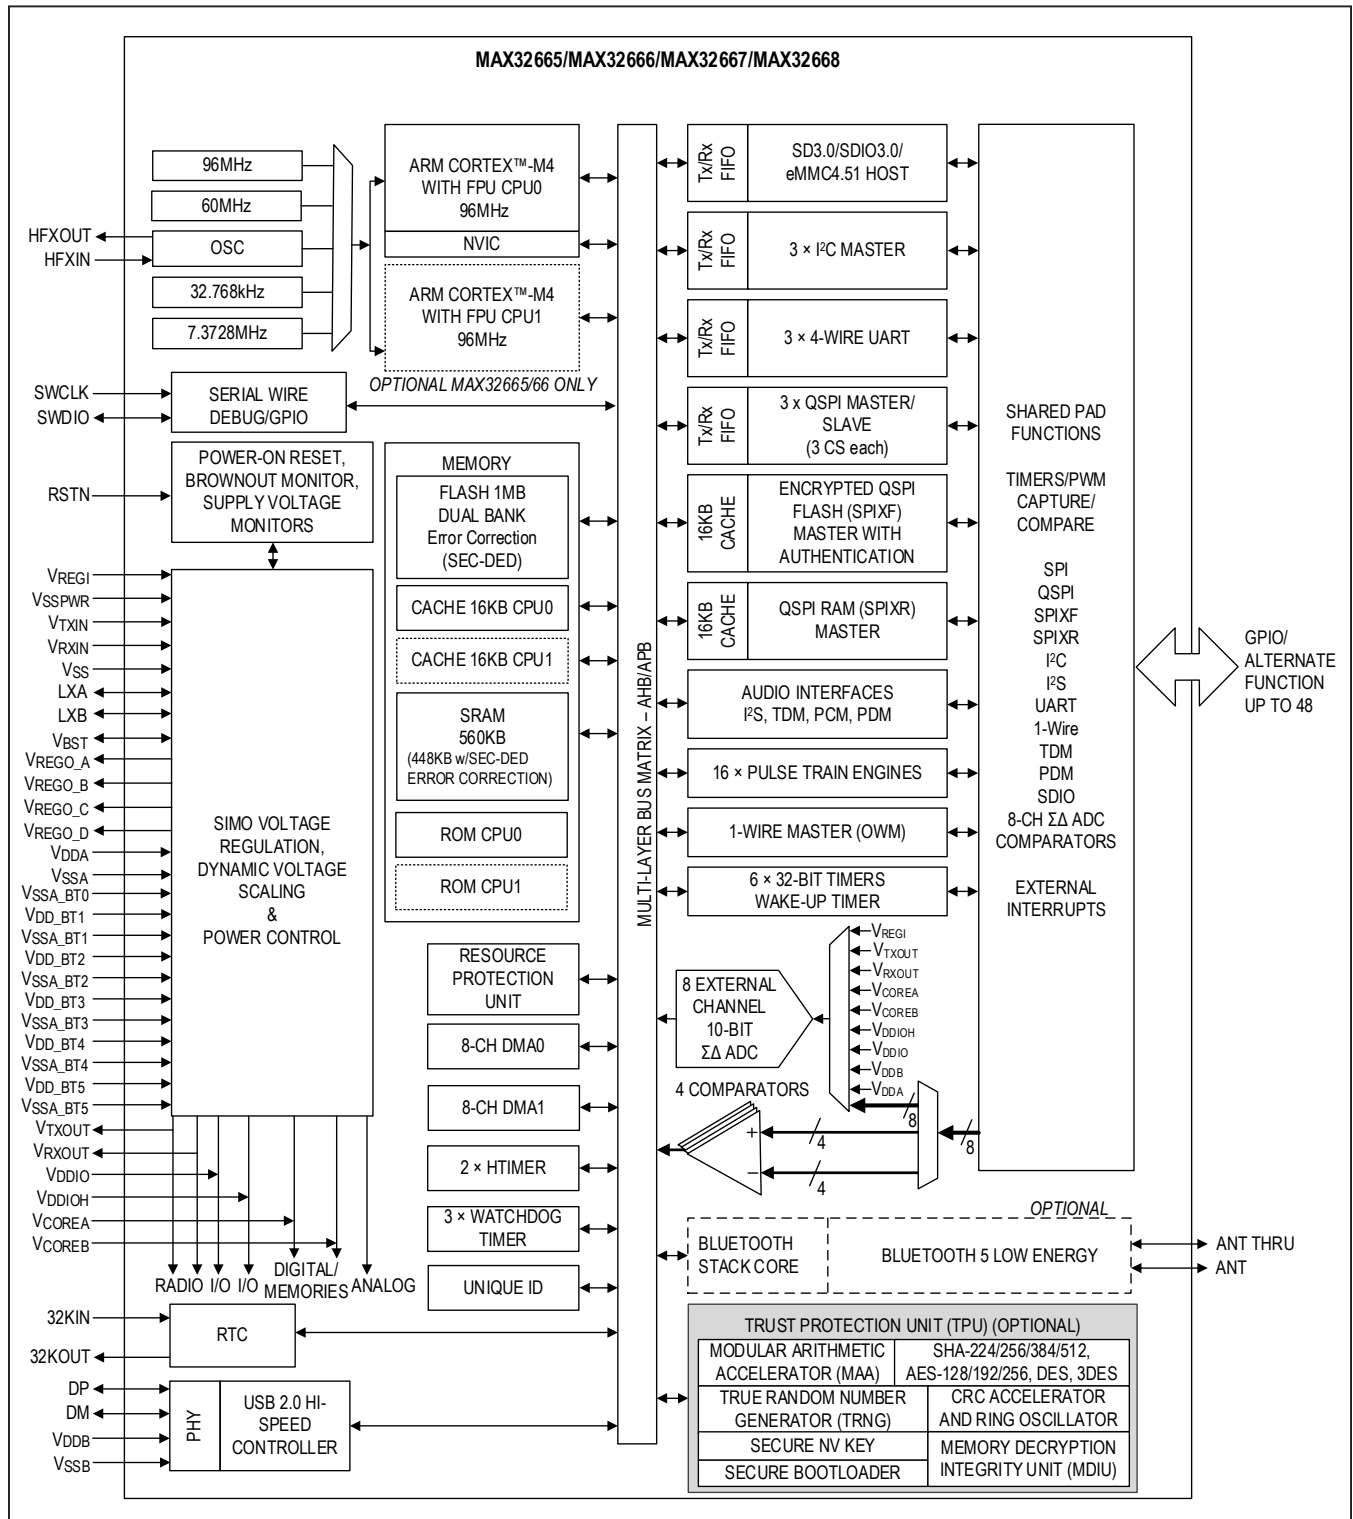 MAX32665/MAX32666/MAX32667/MAX32668
96MHz
60MHz
HFXOUT
HFXIN
OSC
32.768kHz
7.3728MHz
ARM CORTEX™-M4
WITH FPU CPU0
96MHz
NVIC
ARM CORTEX™-M4
WITH FPU CPU1
96MHz
OPTIONAL MAX32665/66 ONLY
SWCLK
SWDIO
SERIAL WIRE
DEBUG/GPIO
RSTN
POWER-ON RESET,
BROWNOUT MONITOR,
SUPPLY VOLTAGE
MONITORS
VREGI
VSSPWR
VTXIN
VRXIN
VSS
LXA
LXB
VBST
VREGO_A
VREGO_B
VREGO_C
VREGO_D
VDDA
VSSA
VSSA_BT0
VDD_BT1
VSSA_BT1
VDD_BT2
VSSA_BT2
VDD_BT3
VSSA_BT3
VDD_BT4
VSSA_BT4
VDD_BT5
VSSA_BT5
VTXOUT
VRXOUT
VDDIO
VDDIOH
VCOREA
VCOREB
SIMO VOLTAGE
REGULATION,
DYNAMIC VOLTAGE
SCALING
&
POWER CONTROL
RADIO
I/O
I/O
DIGITAL/
MEMORIES
ANALOG
32KIN
32KOUT
RTC
DP
DM
VDDB
VSSB
PHY
USB 2.0 HI-
SPEED
CONTROLLER
MEMORY
FLASH 1MB
DUAL BANK
Error Correction
(SEC-DED)
CACHE 16KB CPU0
CACHE 16KB CPU1
SRAM
560KB
(448KB w/SEC-DED
ERROR CORRECTION)
ROM CPU0
ROM CPU1
RESOURCE
PROTECTION
UNIT
8-CH DMA0
8-CH DMA1
2 × HTIMER
3 × WATCHDOG
TIMER
UNIQUE ID
MULTI-LAYER BUS MATRIX – AHB/APB
Tx/Rx
FIFO
SD3.0/SDIO3.0/
eMMC4.51 HOST
Tx/Rx
FIFO
3 × I²C MASTER
Tx/Rx
FIFO
3 × 4-WIRE UART
Tx/Rx
FIFO
3 x QSPI MASTER/
SLAVE
(3 CS each)
16KB
CACHE
ENCRYPTED QSPI
FLASH (SPIXF)
MASTER WITH
AUTHENTICATION
16KB
CACHE
QSPI RAM (SPIXR)
MASTER
AUDIO INTERFACES
I²S, TDM, PCM, PDM
16 × PULSE TRAIN ENGINES
1-WIRE MASTER (OWM)
6 × 32-BIT TIMERS
WAKE-UP TIMER
8 EXTERNAL
CHANNEL
10-BIT
ΣΔ ADC
VREGI
VTXOUT
VRXOUT
VCOREA
VCOREB
VDDIOH
VDDIO
VDDB
VDDA
8
4 COMPARATORS
+
4
8
−
4
SHARED PAD
FUNCTIONS
TIMERS/PWM
CAPTURE/
COMPARE
SPI
QSPI
SPIXF
SPIXR
I²C
I²S
UART
1-Wire
TDM
PDM
SDIO
8-CH ΣΔ ADC
COMPARATORS
EXTERNAL
INTERRUPTS
GPIO/
ALTERNATE
FUNCTION
UP TO 48
OPTIONAL
BLUETOOTH
STACK CORE
BLUETOOTH 5 LOW ENERGY
ANT THRU
ANT
TRUST PROTECTION UNIT (TPU) (OPTIONAL)
MODULAR ARITHMETIC
ACCELERATOR (MAA)
SHA-224/256/384/512,
AES-128/192/256, DES, 3DES
TRUE RANDOM NUMBER
GENERATOR (TRNG)
CRC ACCELERATOR
AND RING OSCILLATOR
SECURE NV KEY
SECURE BOOTLOADER
MEMORY DECRYPTION
INTEGRITY UNIT (MDIU)